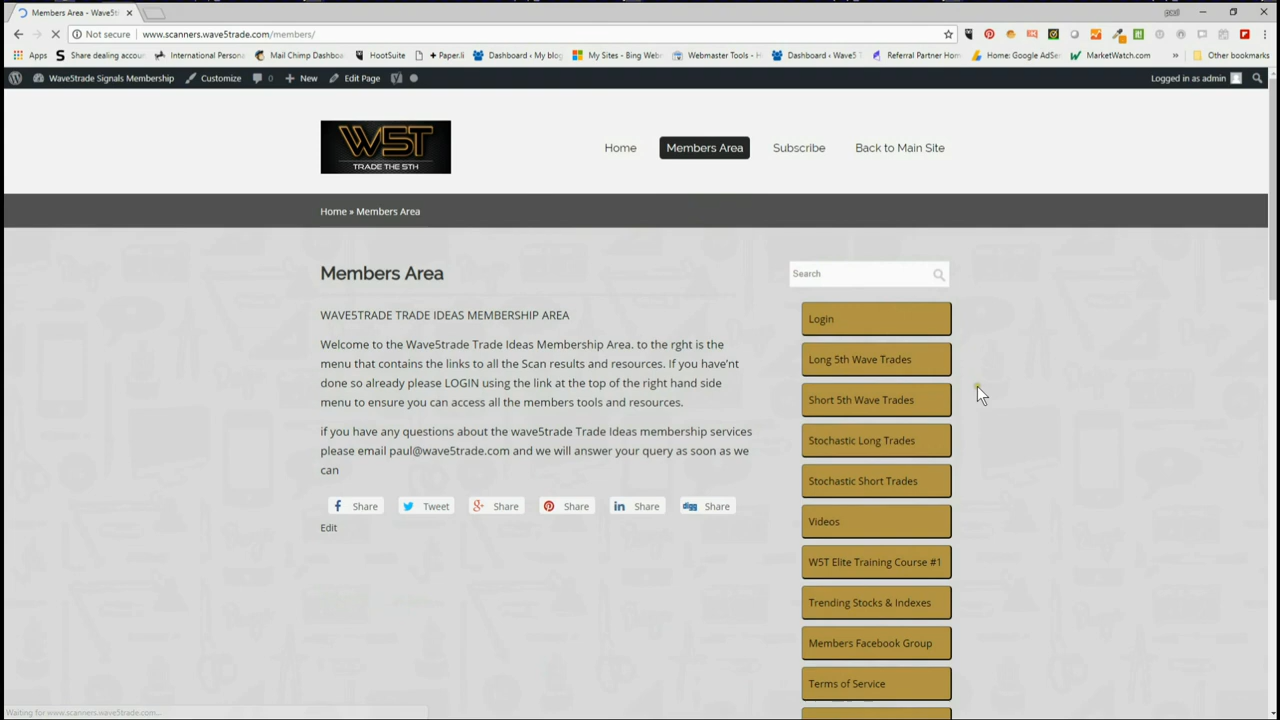 Members Area - Wave5t
paul
Not secure
www.scanners.wave5trade.com/members/
Apps
Share dealing accou
International Persona
Mail Chimp Dashbo
HootSuite
+ Paper.li
Dashboard ‹ My blog
My Sites - Bing Web
Webmaster Tools - H
Dashboard ‹ Wave5 T
Referral Partner Hom
Home: Google AdSen
MarketWatch.com
»
Other bookmarks
Wave5trade Signals Membership
Customize
0
New
Edit Page
Logged in as admin
W5T
TRADE THE 5TH
Home
Members Area
Subscribe
Back to Main Site
Home » Members Area
Members Area
WAVE5TRADE TRADE IDEAS MEMBERSHIP AREA
Welcome to the Wave5trade Trade Ideas Membership Area. to the rght is the
menu that contains the links to all the Scan results and resources. If you have'nt
done so already please LOGIN using the link at the top of the right hand side
menu to ensure you can access all the members tools and resources.
if you have any questions about the wave5trade Trade Ideas membership services
please email paul@wave5trade.com and we will answer your query as soon as we
can
Share
Tweet
Share
Share
Share
Share
Edit
Search
Login
Long 5th Wave Trades
Short 5th Wave Trades
Stochastic Long Trades
Stochastic Short Trades
Videos
W5T Elite Training Course #1
Trending Stocks & Indexes
Members Facebook Group
Terms of Service
Waiting for www.scanners.wave5trade.com...